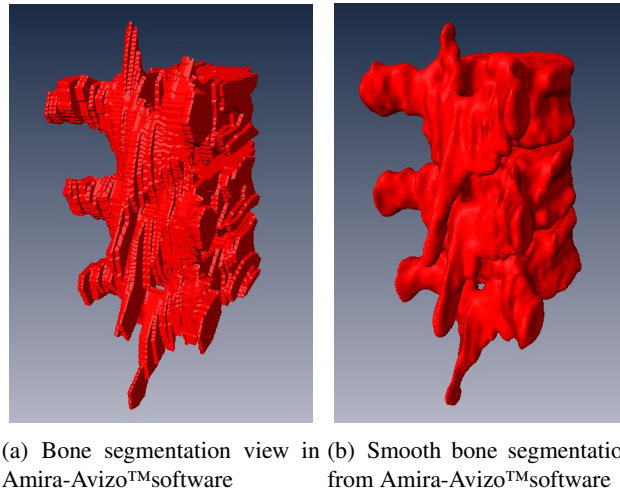 (a) Bone segmentation view in
Amira-Avizo™software
(b) Smooth bone segmentatio
from Amira-Avizo™software